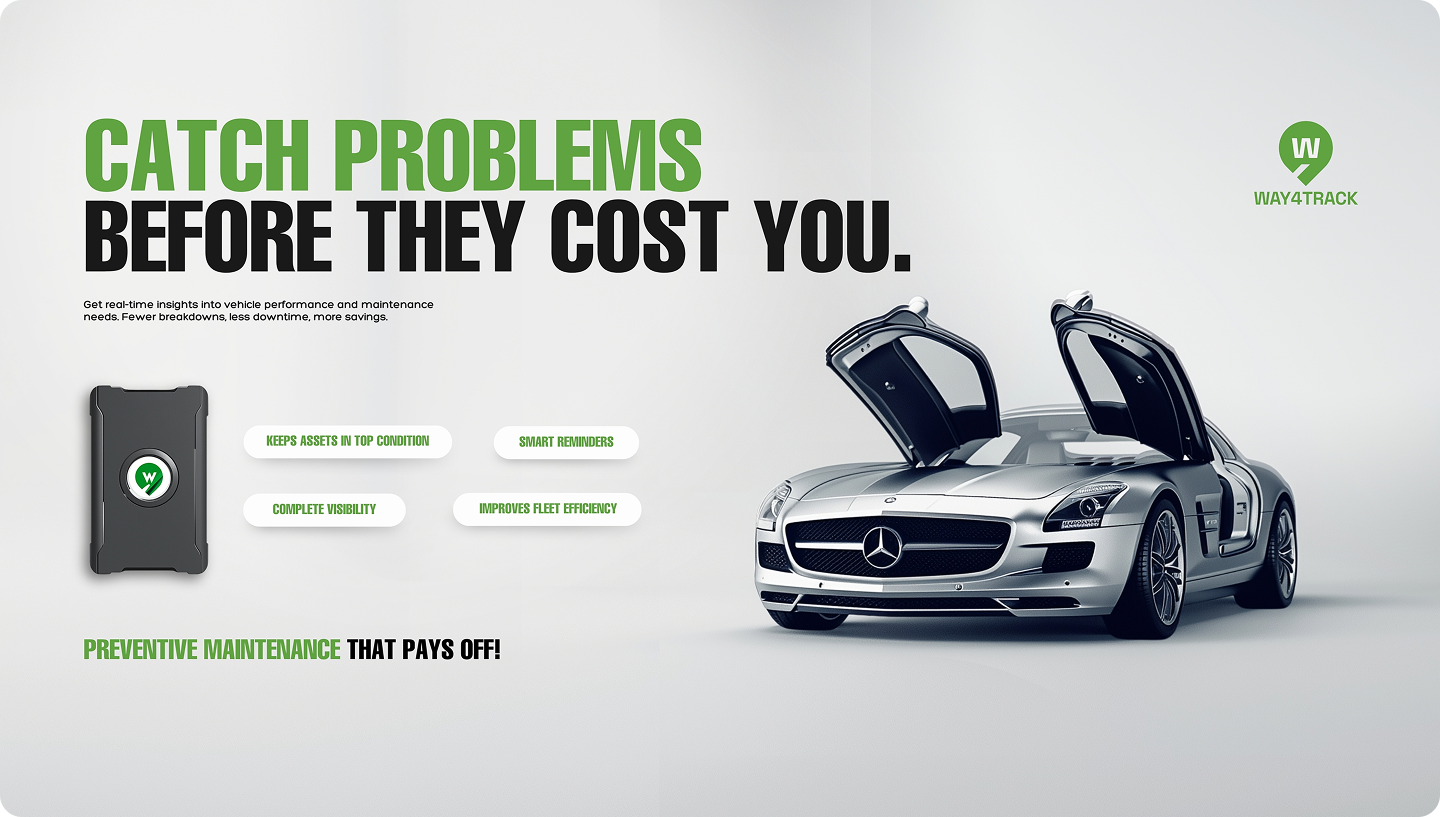 CATCH PROBLEMS
BEFORE THEY COST YOU.
W
WAY4TRACK
Get real-time insights into vehicle performance and maintenance
needs. Fewer breakdowns, less downtime, more savings.
KEEPS ASSETS IN TOP CONDITION
SMART REMINDERS
W
COMPLETE VISIBILITY
IMPROVES FLEET EFFICIENCY
PREVENTIVE MAINTENANCE THAT PAYS OFF!